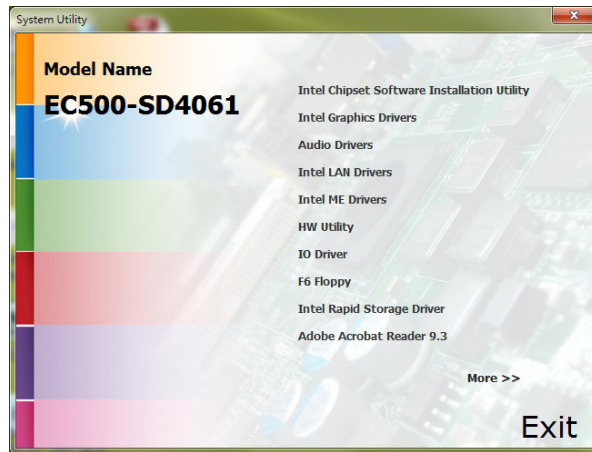 System Utility
Model Name
EC500-SD4061
Intel Chipset Software Installation Utility
Intel Graphics Drivers
Audio Drivers
Intel LAN Drivers
Intel ME Drivers
HW Utility
IO Driver
F6 Floppy
Intel Rapid Storage Driver
Adobe Acrobat Reader 9.3
More >>
Exit